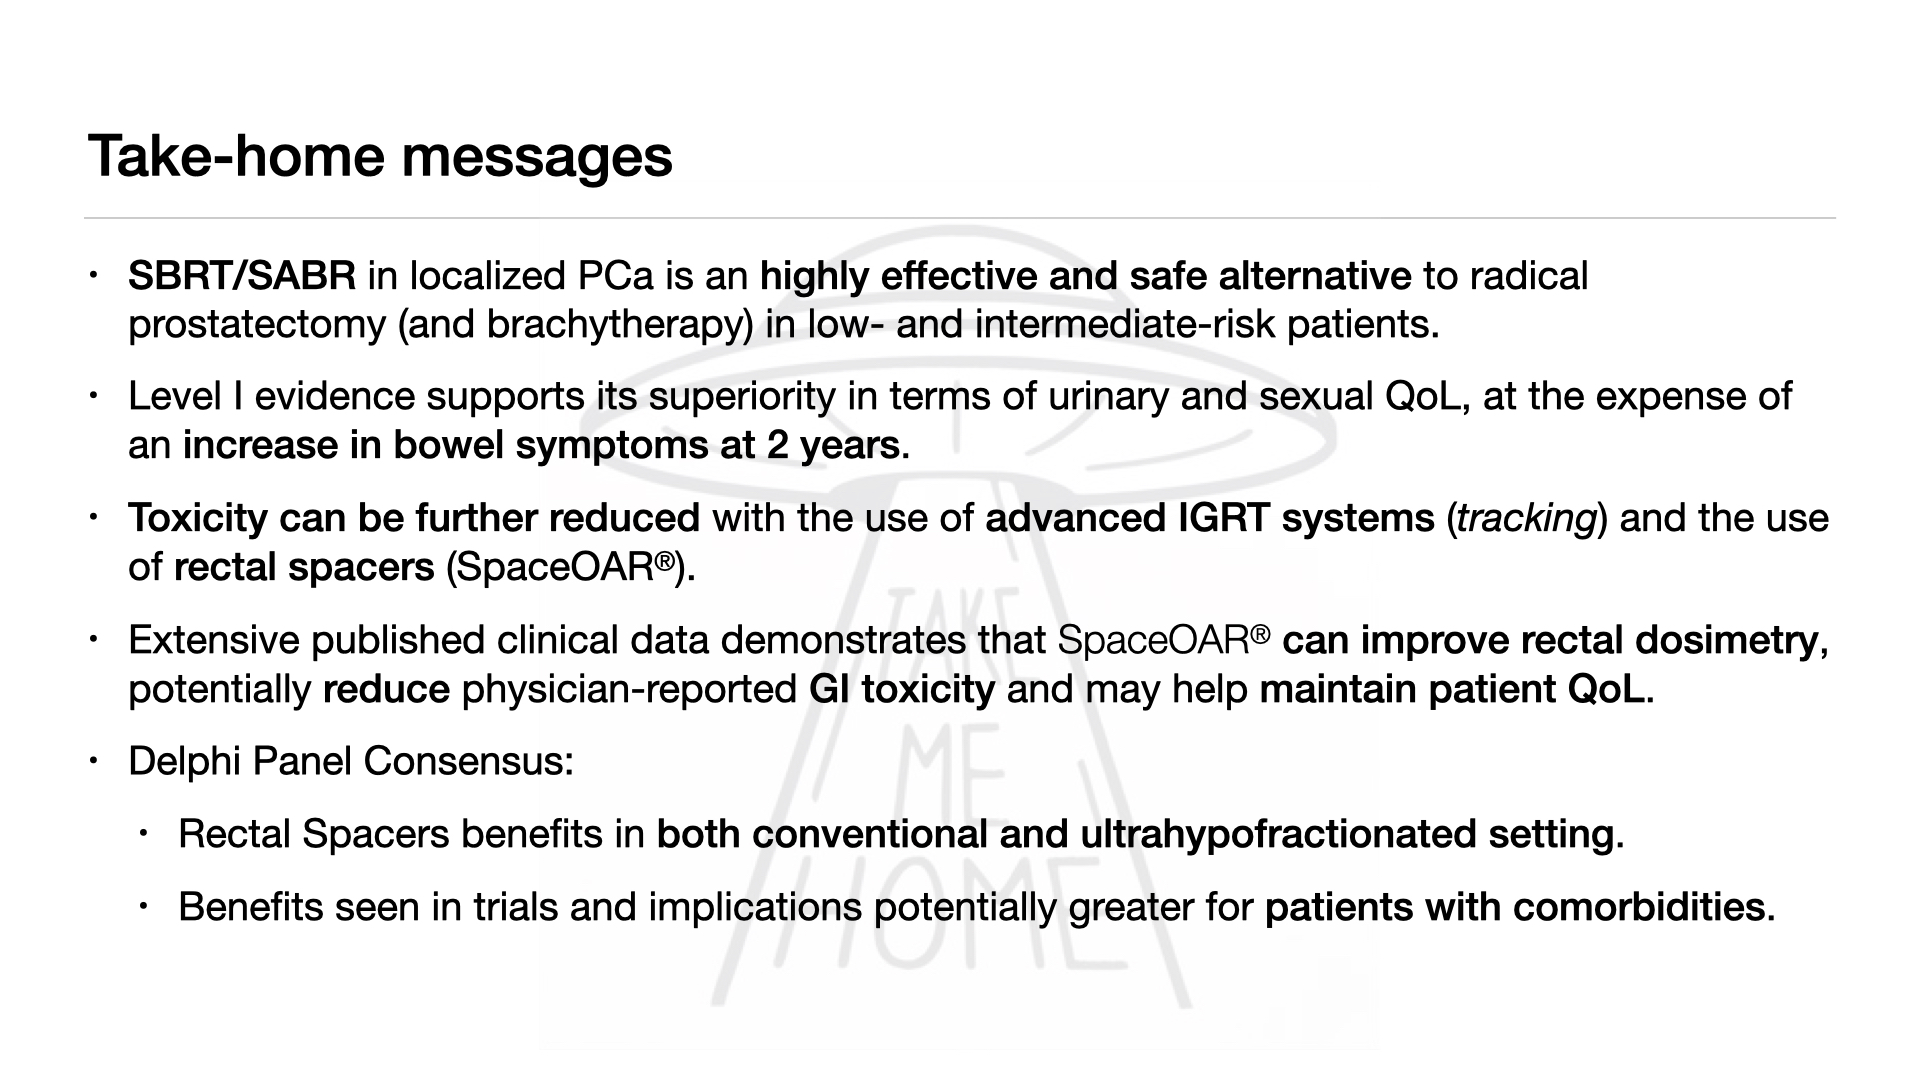 Take-home messages
• SBRT/SABR in localized PCa is an highly effective and safe alternative to radical
prostatectomy (and brachytherapy) in low- and intermediate-risk patients.
• Level I evidence supports its superiority in terms of urinary and sexual QoL, at the expense of
an increase in bowel symptoms at 2 years.
• Toxicity can be further reduced with the use of advanced IGRT systems (tracking) and the use
of rectal spacers (SpaceOAR®).
• Extensive published clinical data demonstrates that SpaceOAR® can improve rectal dosimetry,
potentially reduce physician-reported GI toxicity and may help maintain patient QoL.
• Delphi Panel Consensus:
• Rectal Spacers benefits in both conventional and ultrahypofractionated setting.
• Benefits seen in trials and implications potentially greater for patients with comorbidities.
TAKE
ME
HOME